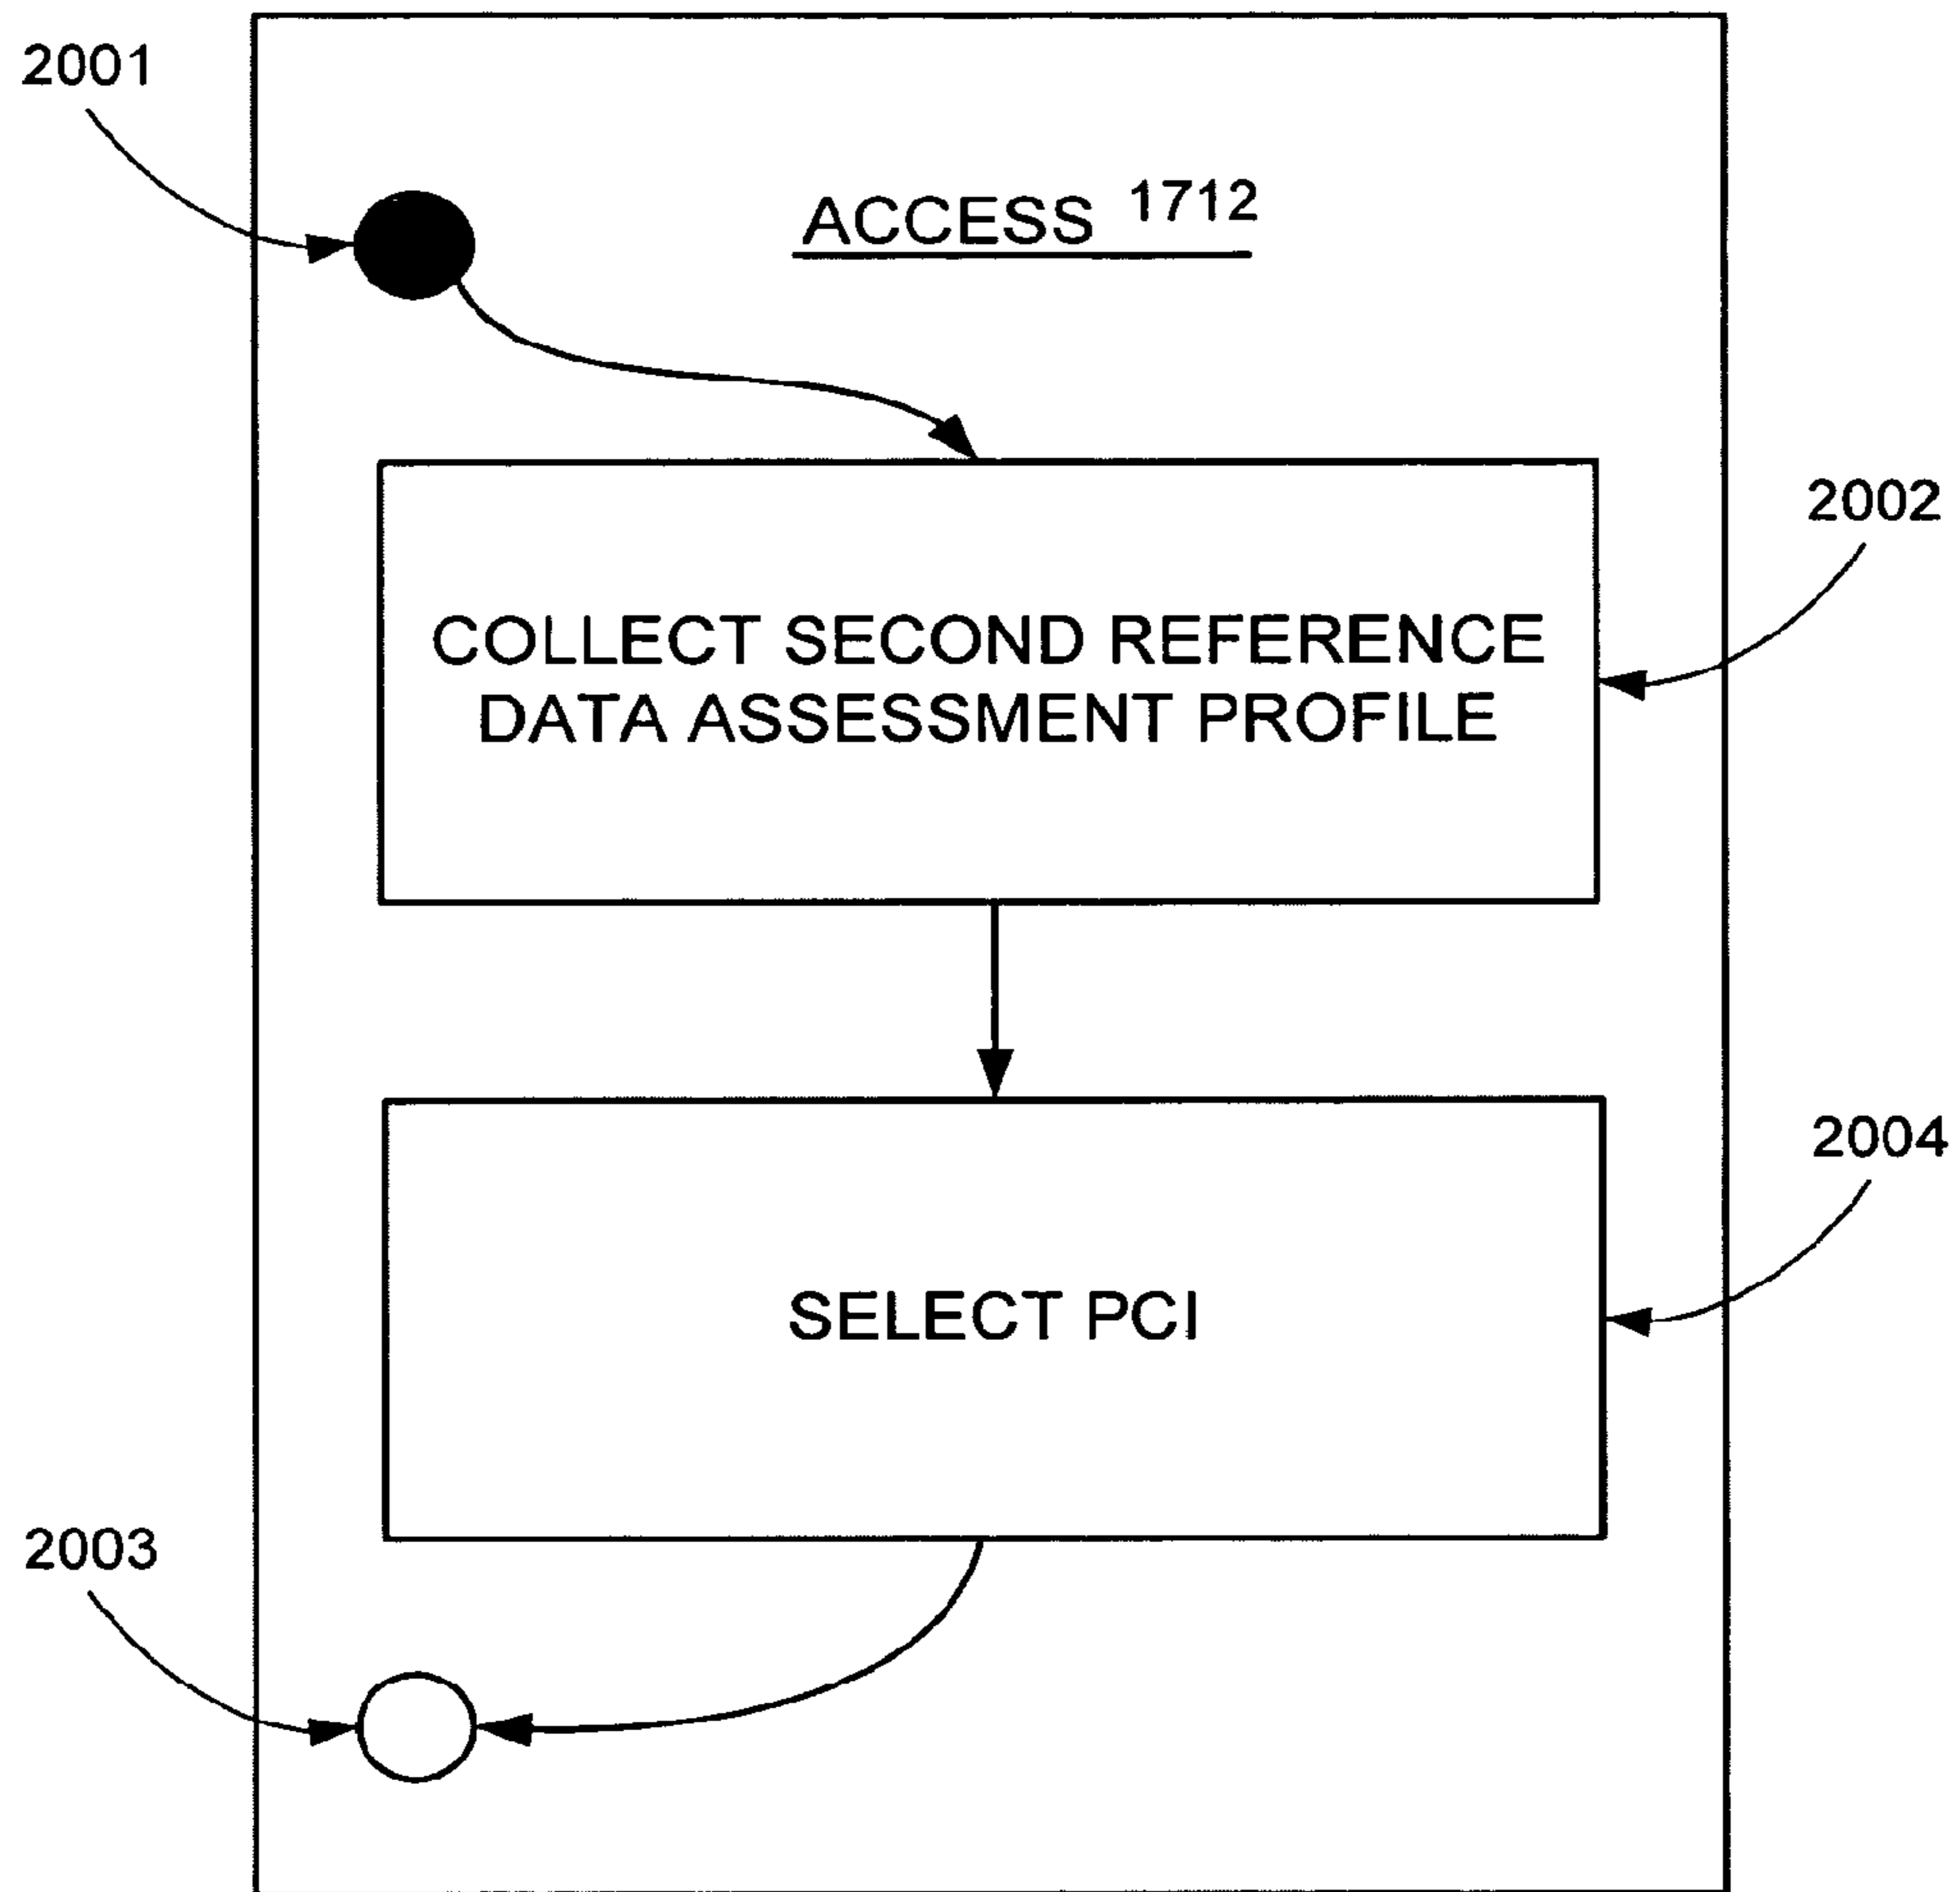 2001
ACCESS 1712
2002
COLLECT SECOND REFERENCE
DATA ASSESSMENT PROFILE
2004
SELECT PCI
2003